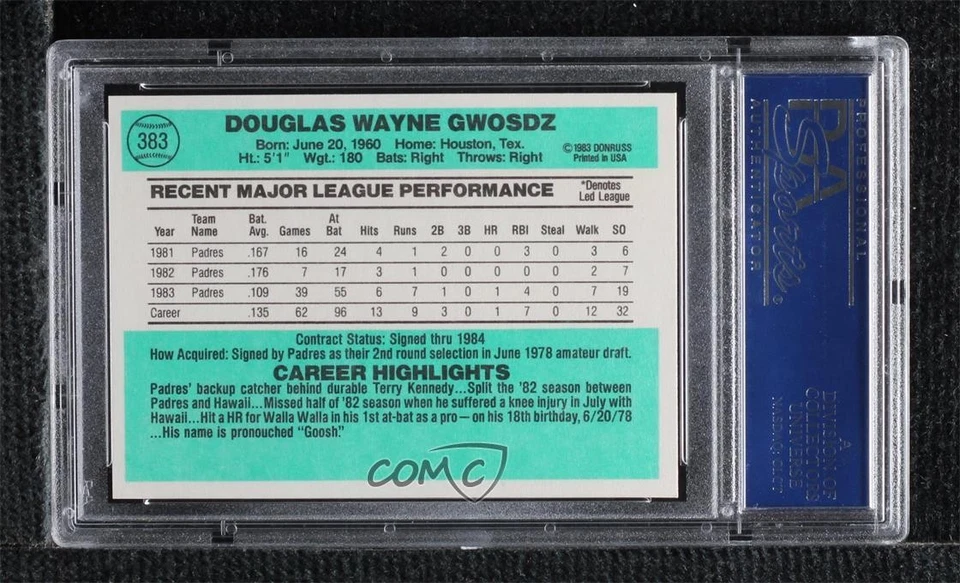 383
DOUGLAS WAYNE GWOSDZ
Born: June 20, 1960 Home: Houston, Tex.
Ht.: 5'1" Wgt.: 180 Bats: Right Throws: Right
© 1983 DONRUSS
Printed in USA
RECENT MAJOR LEAGUE PERFORMANCE
*Denotes
Led League
Year Team Name Bat. Avg. Games At Bat Hits Runs 2B 3B HR RBI Steal Walk SO
1981 Padres .167 16 24 4 1 2 0 0 3 0 3 6
1982 Padres .176 7 17 3 1 0 0 0 0 0 2 7
1983 Padres .109 39 55 6 7 1 0 1 4 0 7 19
Career .135 62 96 13 9 3 0 1 7 0 12 32
Contract Status: Signed thru 1984
How Acquired: Signed by Padres as their 2nd round selection in June 1978 amateur draft.
CAREER HIGHLIGHTS
Padres' backup catcher behind durable Terry Kennedy...Split the '82 season between
Padres and Hawaii...Missed half of '82 season when he suffered a knee injury in July with
Hawaii...Hit a HR for Walla Walla in his 1st at-bat as a pro — on his 18th birthday, 6/20/78
...His name is pronouched "Goosh."
COMC
PROFESSIONAL
PSA
Sports
®
AUTHENTICATOR
A
DIVISION OF
COLLECTORS
UNIVERSE
NASDAQ: CLCT